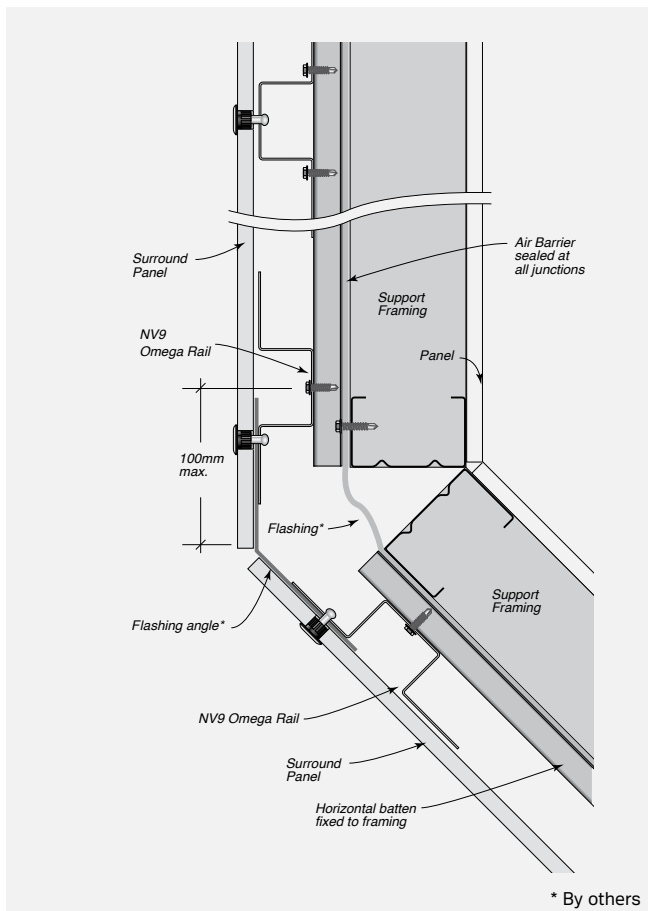 Air Barrier
sealed at
all junctions
Surround
Panel
Support
Framing
NV9
Omega Rail
Panel
100mm
max.
Flashing*
Support
Framing
Flashing angle*
NV9 Omega Rail
Surround
Panel
Horizontal batten
fixed to framing
* By others